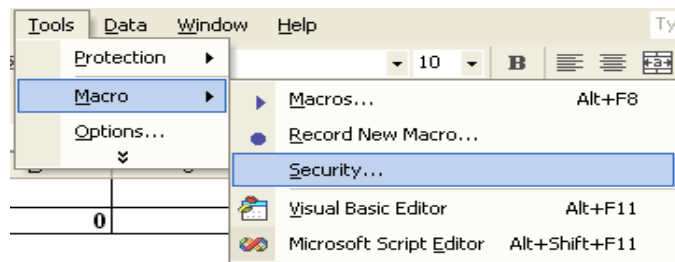 Tools Data Window Help Ty
Protection 10 B
Macro Macros... Alt+F8
Options... Record New Macro...
Security...
0 Visual Basic Editor Alt+F11
Microsoft Script Editor Alt+Shift+F11